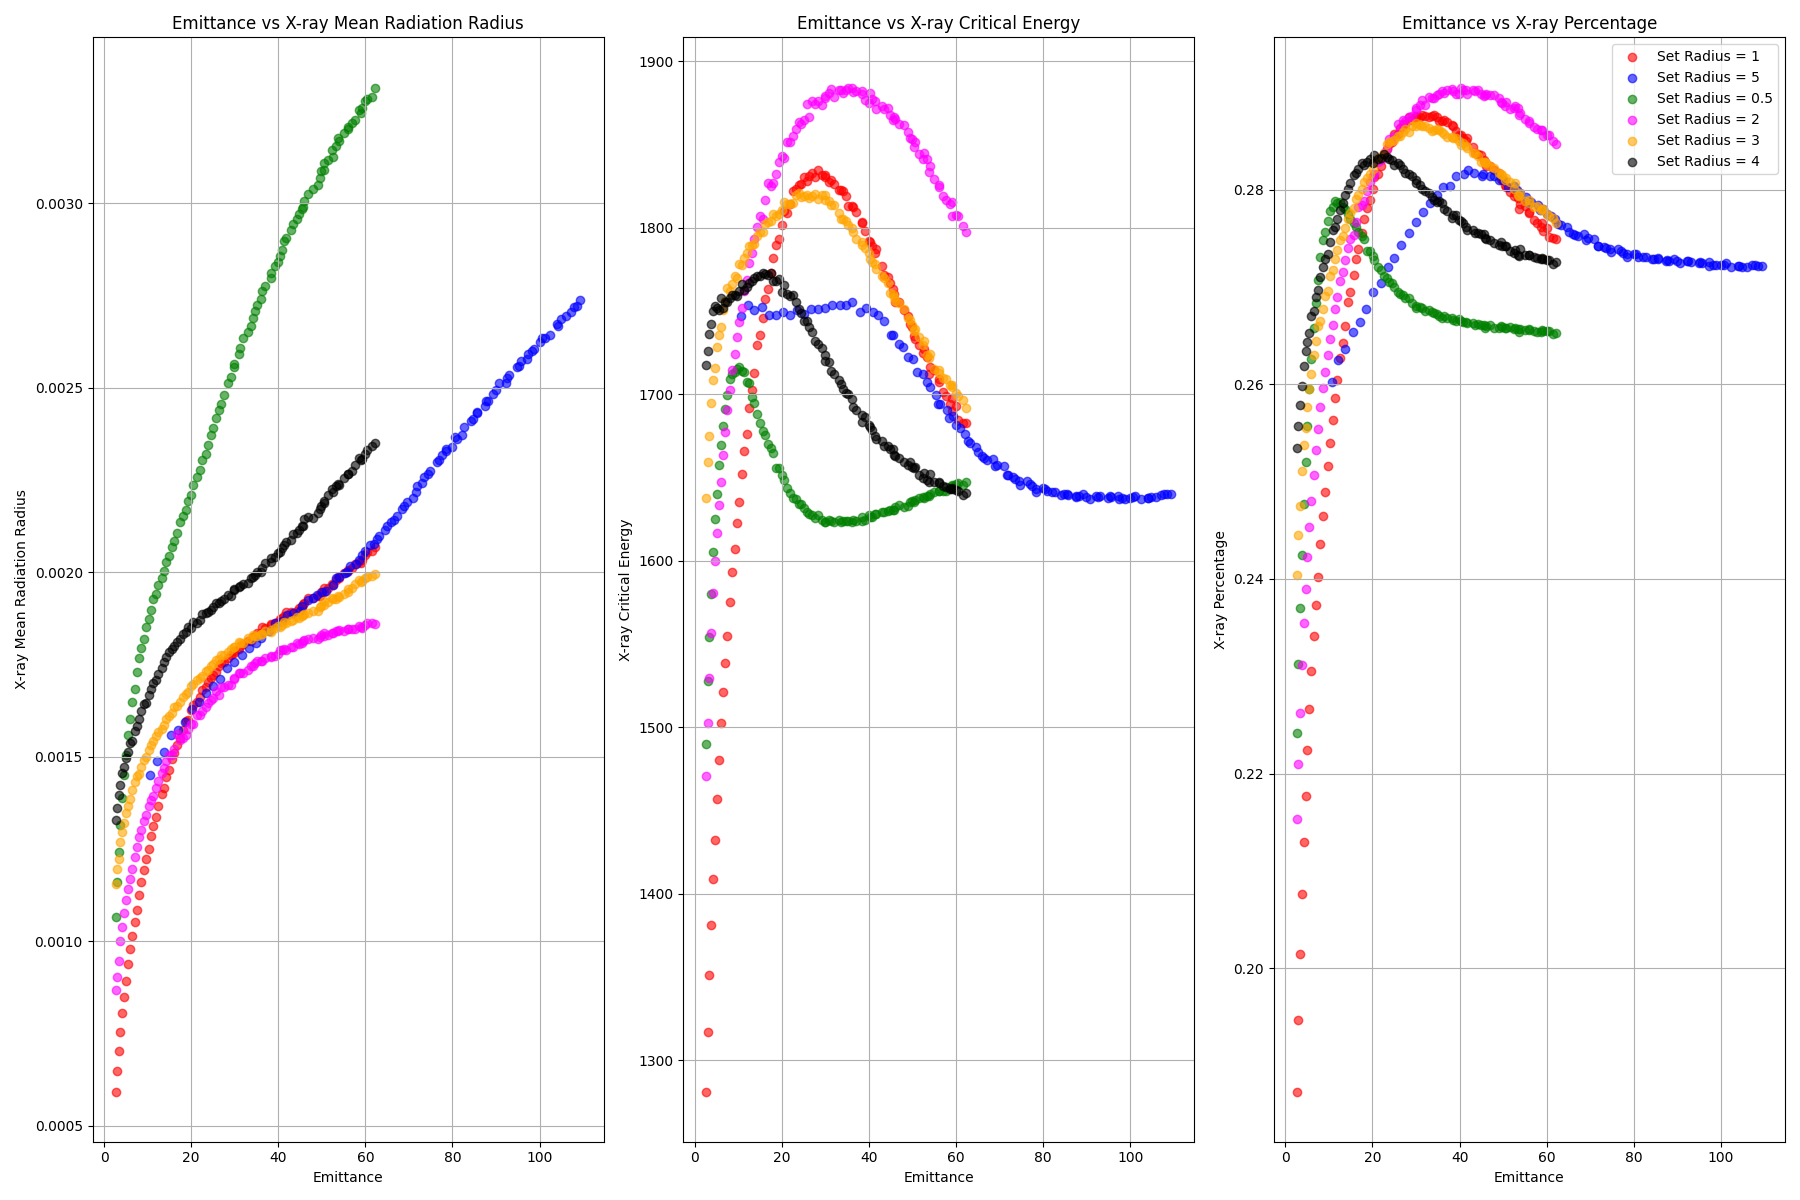 Emittance vs X-ray Mean Radiation Radius
X-ray Mean Radiation Radius
0.0030
0.0025
0.0020
0.0015
0.0010
0.0005
0 20 40 60 80 100
Emittance
Emittance vs X-ray Critical Energy
X-ray Critical Energy
1900
1800
1700
1600
1500
1400
1300
0 20 40 60 80 100
Emittance
Emittance vs X-ray Percentage
X-ray Percentage
0.28
0.26
0.24
0.22
0.20
0 20 40 60 80 100
Emittance
Set Radius = 1
Set Radius = 5
Set Radius = 0.5
Set Radius = 2
Set Radius = 3
Set Radius = 4